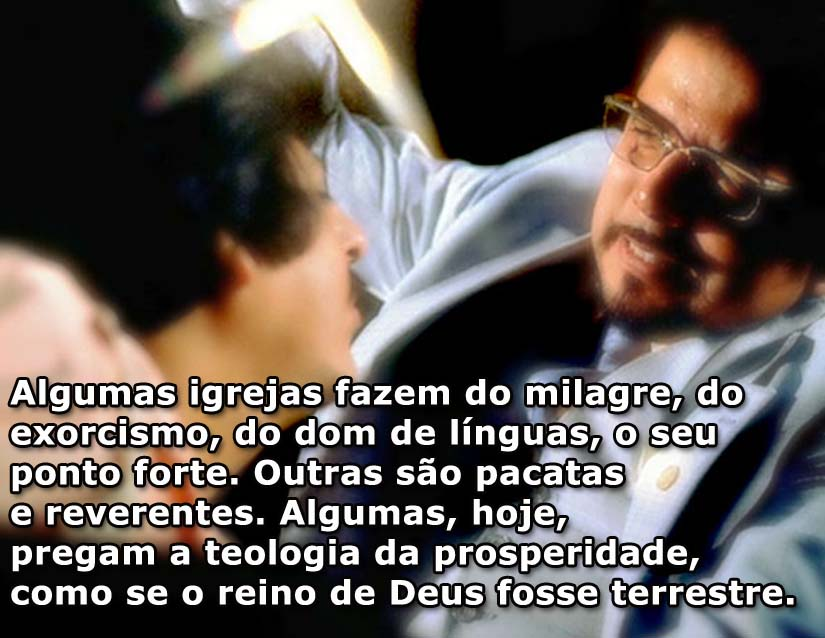 Algumas igrejas fazem do milagre, do
exorcismo, do dom de línguas, o seu
ponto forte. Outras são pacatas
e reverentes. Algumas, hoje,
pregam a teologia da prosperidade,
como se o reino de Deus fosse terrestre.